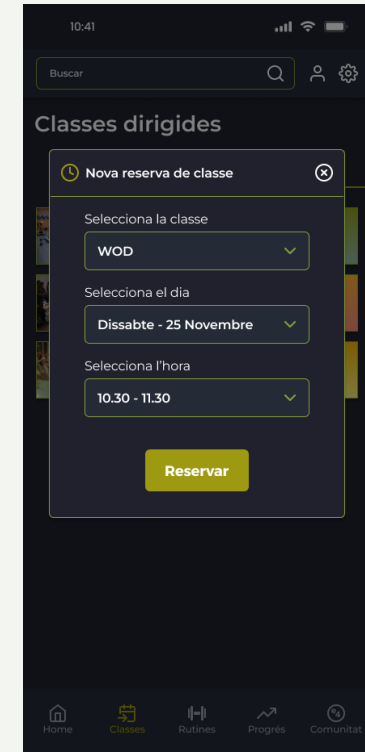 10:41
Buscar
Classes dirigides
Nova reserva de classe
Selecciona la classe
WOD
Selecciona el dia
Dissabte - 25 Novembre
Selecciona l'hora
10.30 - 11.30
Reservar
Home
Classes
Rutines
Progrés
Comunitat